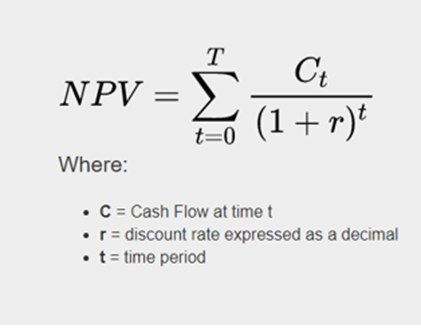 NPV = \sum_{t=0}^{T} \frac{C_t}{(1 + r)^t}
Where:
• C = Cash Flow at time t
• r = discount rate expressed as a decimal
• t = time period